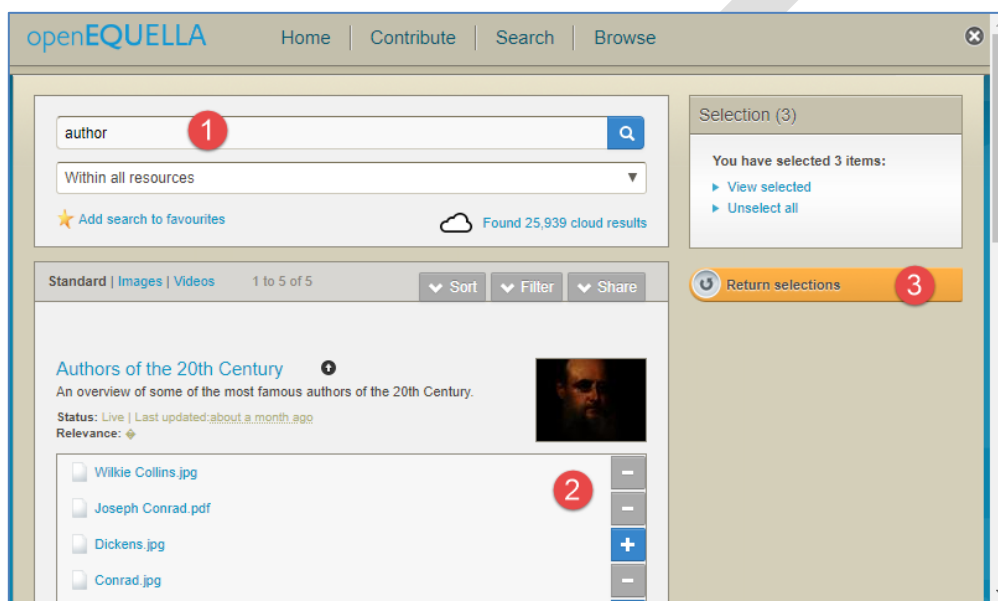 openEQUELLA Home Contribute Search Browse
author 1
Within all resources
Add search to favourites Found 25,939 cloud results
Selection (3)
You have selected 3 items:
View selected
Unselect all
Return selections 3
Standard | Images | Videos 1 to 5 of 5 Sort Filter Share
Authors of the 20th Century
An overview of some of the most famous authors of the 20th Century.
Status: Live | Last updated:about a month ago
Relevance:
Wilkie Collins.jpg
2
Joseph Conrad.pdf
Dickens.jpg
Conrad.jpg